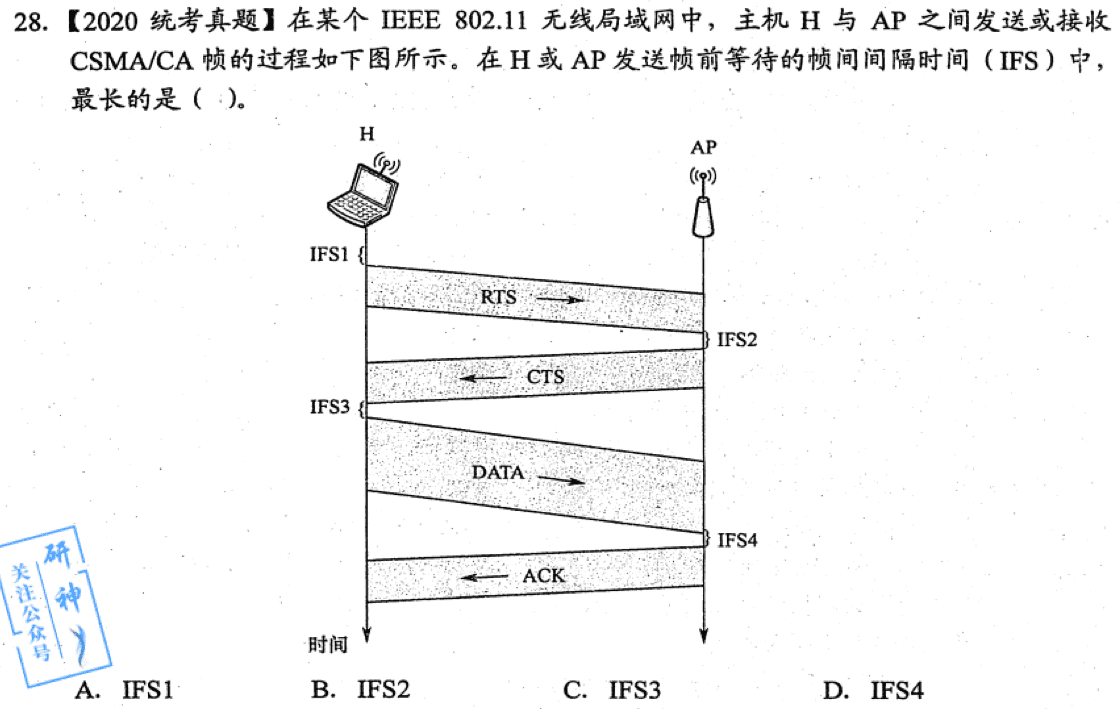 28.【2020 统考真题】在某个 IEEE 802.11 无线局域网中，主机 H 与 AP 之间发送或接收
CSMA/CA 帧的过程如下图所示。在 H 或 AP 发送帧前等待的帧间间隔时间（IFS）中，
最长的是（ ）。
H
AP
IFS1
RTS
IFS2
CTS
IFS3
DATA
IFS4
ACK
时间
研神
关注公众号
A. IFS1 B. IFS2 C. IFS3 D. IFS4